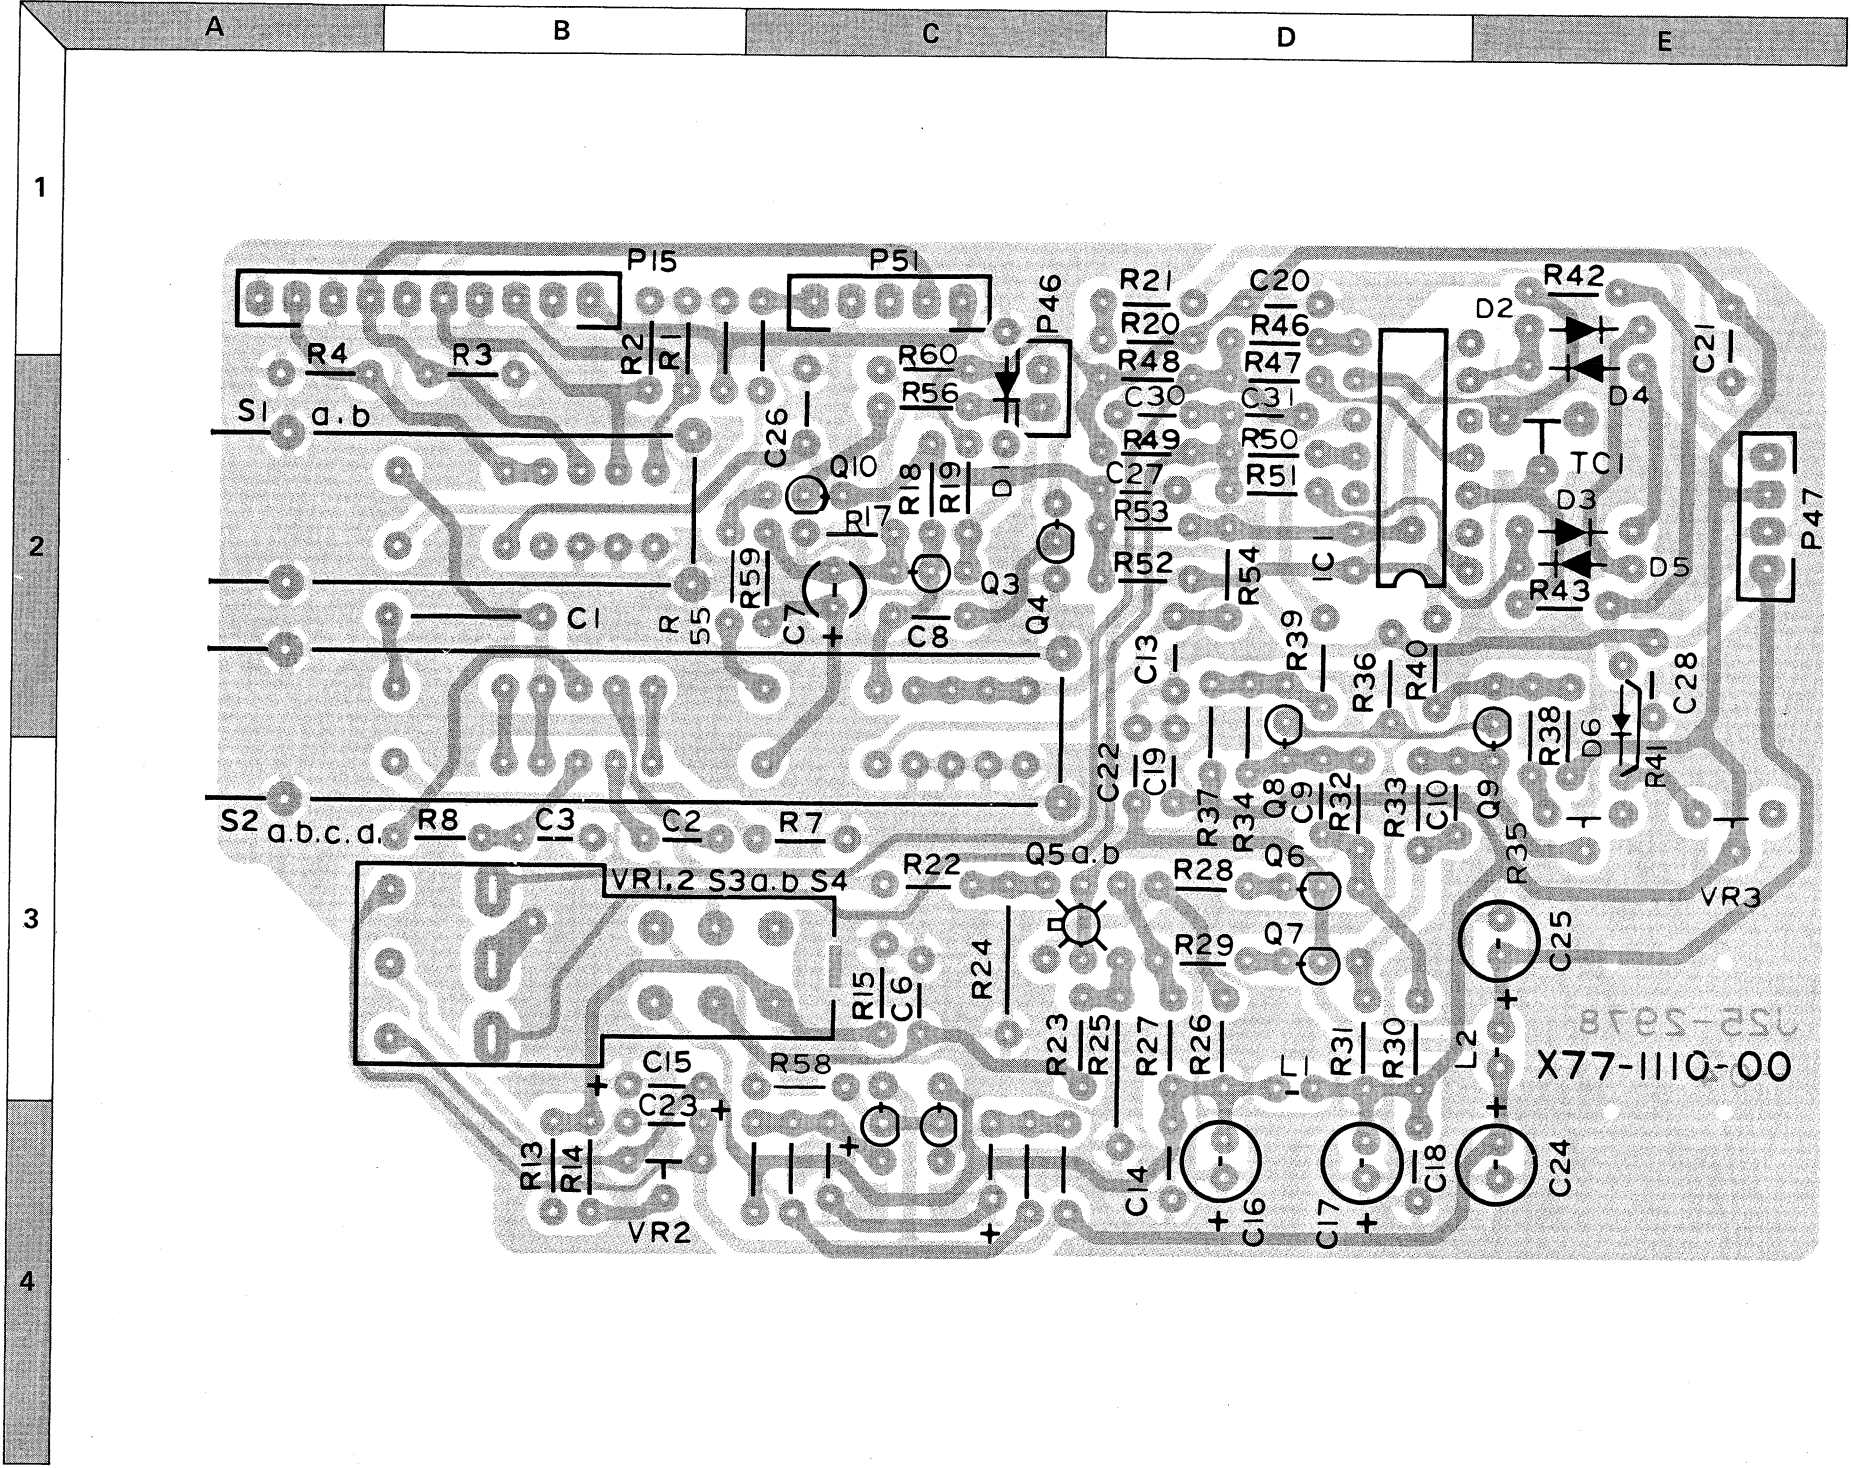 A B C D E
1
P15 P51 R21 C20 R42
P46 D2
R20 R46
R2 R1 C21
R4 R3 R60 R48 R47
R56 C30 C31 D4
S1 a.b
C26 R49 R50
TC1
Q10 R18 R19 D1 C27 R51
D3
R17 R53 P47
2
R59 R52 R54 IC1 D5
Q3 R43
C1 R55 C7 C8 Q4
+
C13 R39 R36 R40 C28
R38 D6 R41
C22 C19
R37 R34 Q8 C9 R32 R33 C10 Q9
S2 a.b.c.d. R8 C3 C2 R7
R35
Q5 a.b Q6
R22 R28
VR1,2 S3a.b S4 VR3
3
Q7 C25
R24 R29
R15 C6
+
J25-2978
R23 R25 R27 R26 L1 R31 R30 L2 X77-1110-00
C15 R58
+ C23 + +
+
R13 R14 C14 C18 C24
VR2 + + C16 C17 +
4